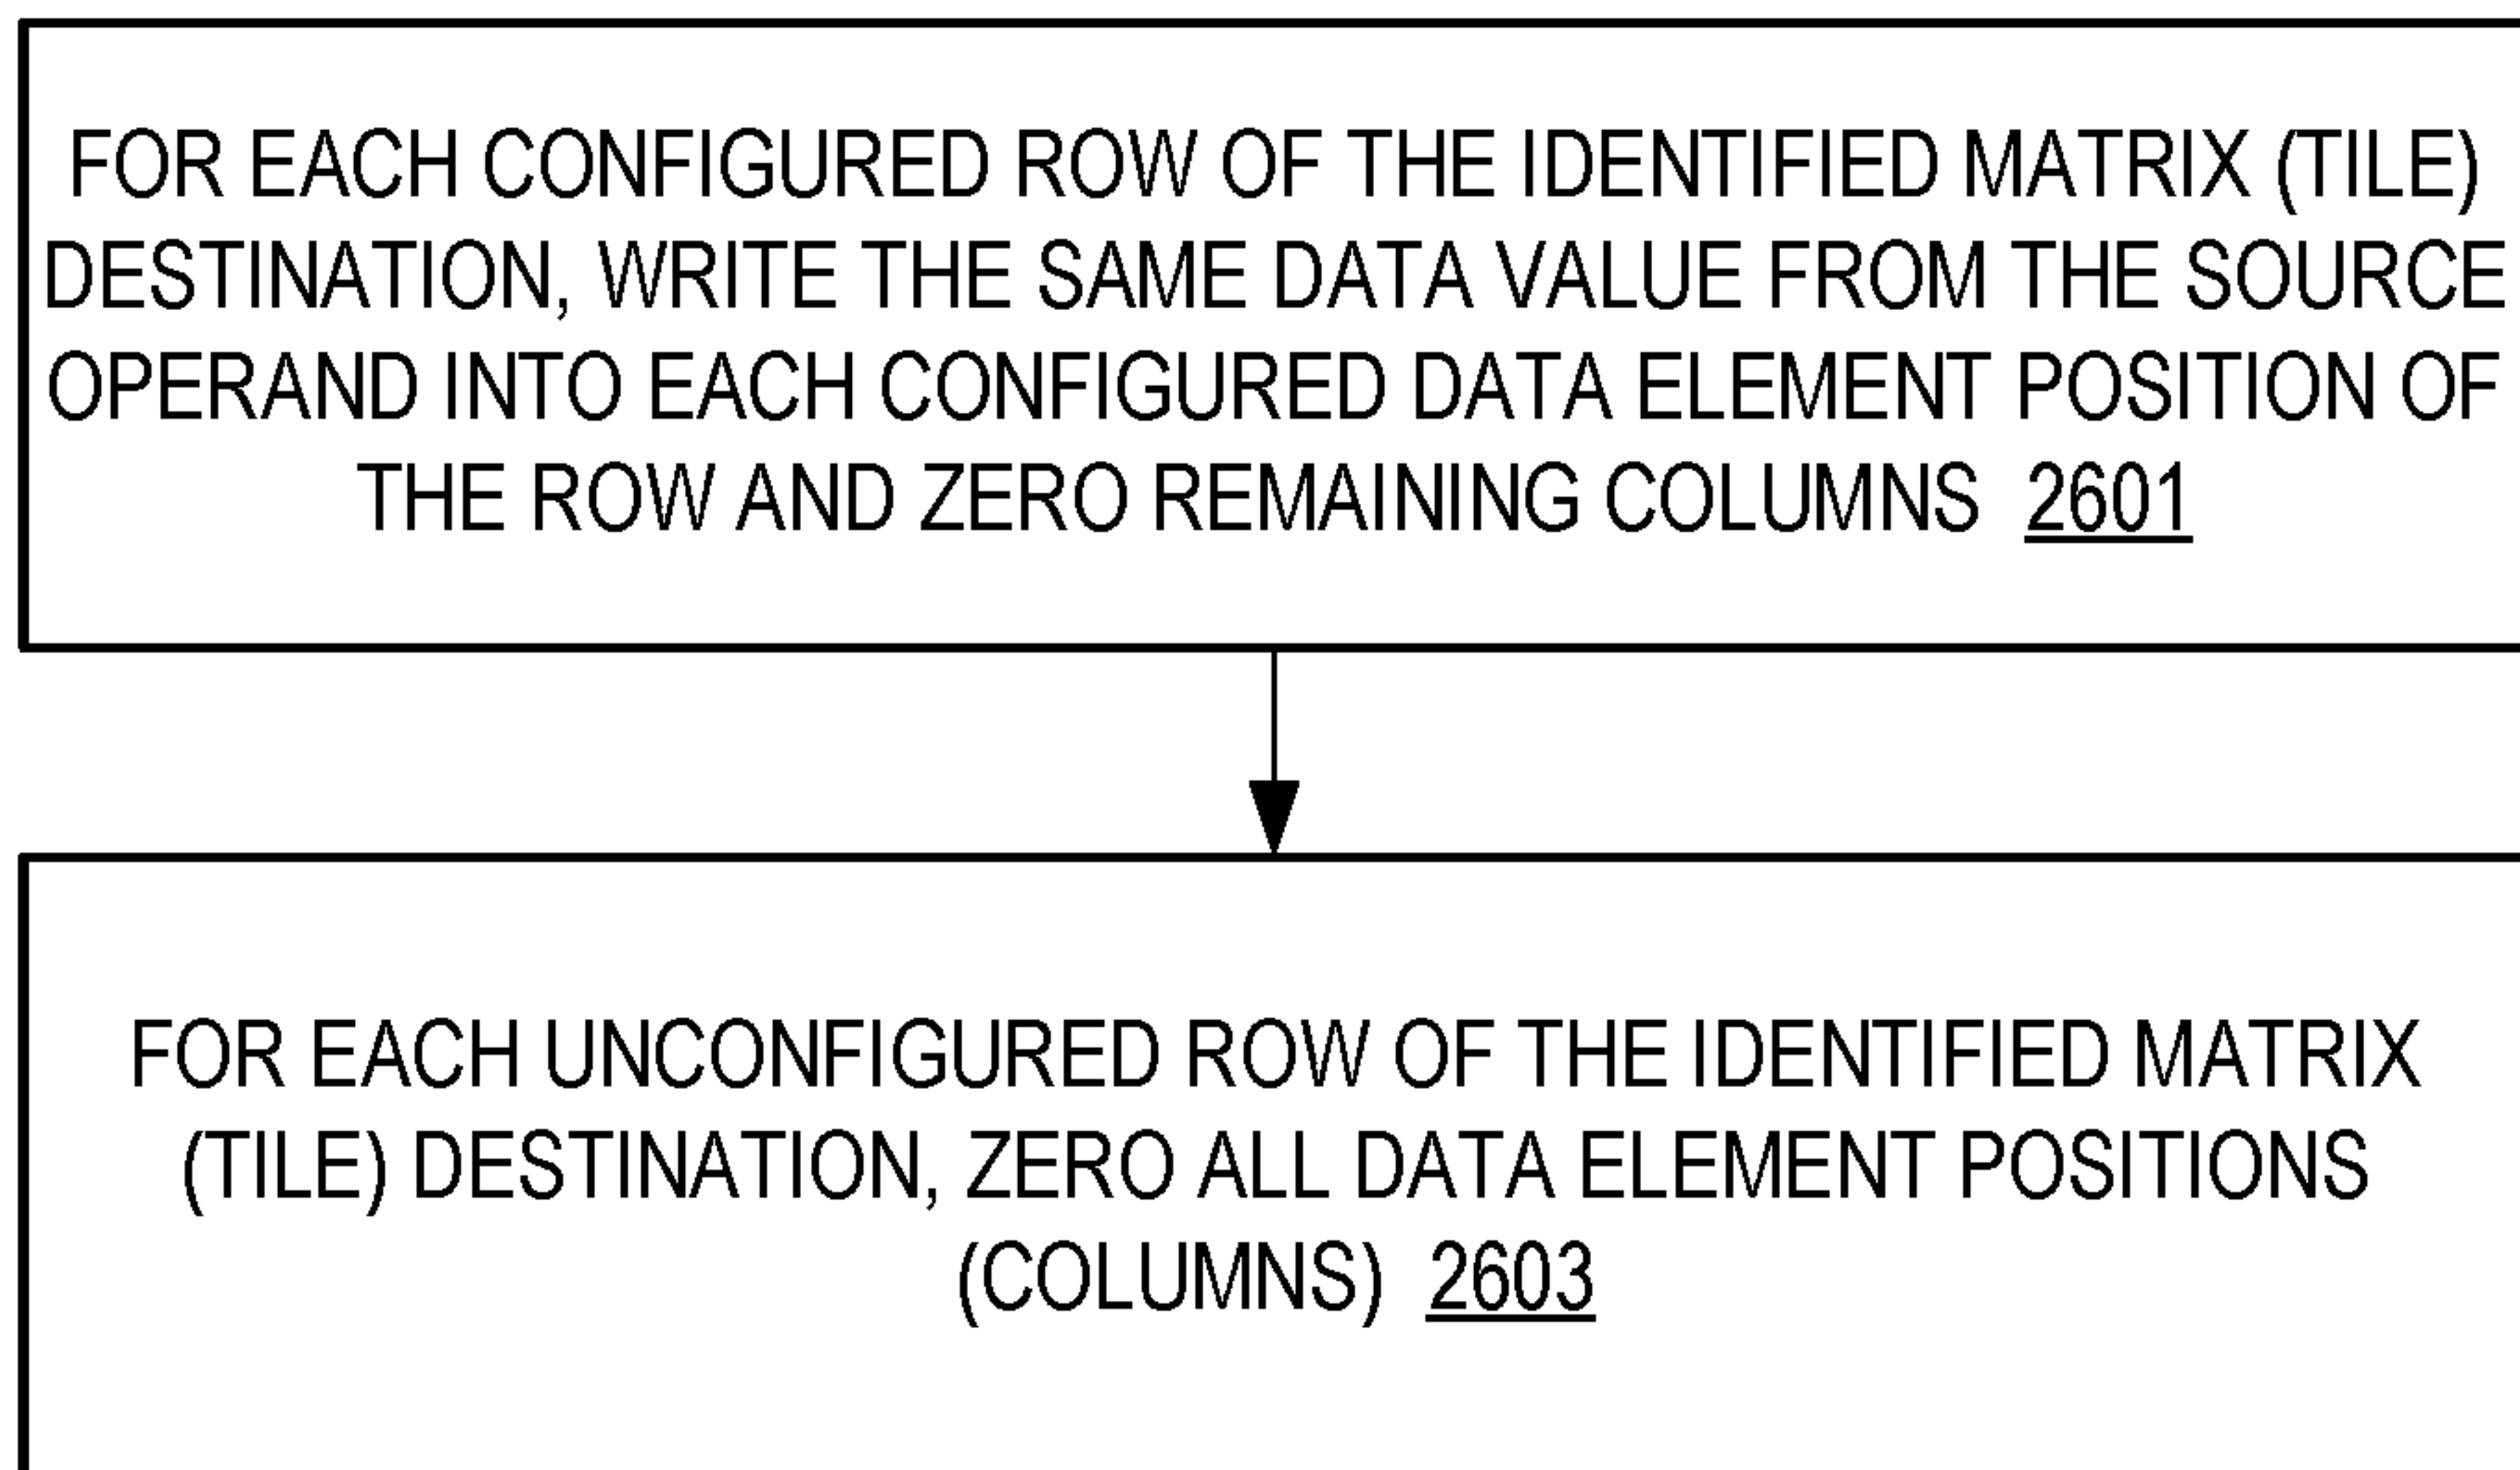 FOR EACH CONFIGURED ROW OF THE IDENTIFIED MATRIX (TILE)
DESTINATION, WRITE THE SAME DATA VALUE FROM THE SOURCE
OPERAND INTO EACH CONFIGURED DATA ELEMENT POSITION OF
THE ROW AND ZERO REMAINING COLUMNS 2601
FOR EACH UNCONFIGURED ROW OF THE IDENTIFIED MATRIX
(TILE) DESTINATION, ZERO ALL DATA ELEMENT POSITIONS
(COLUMNS) 2603